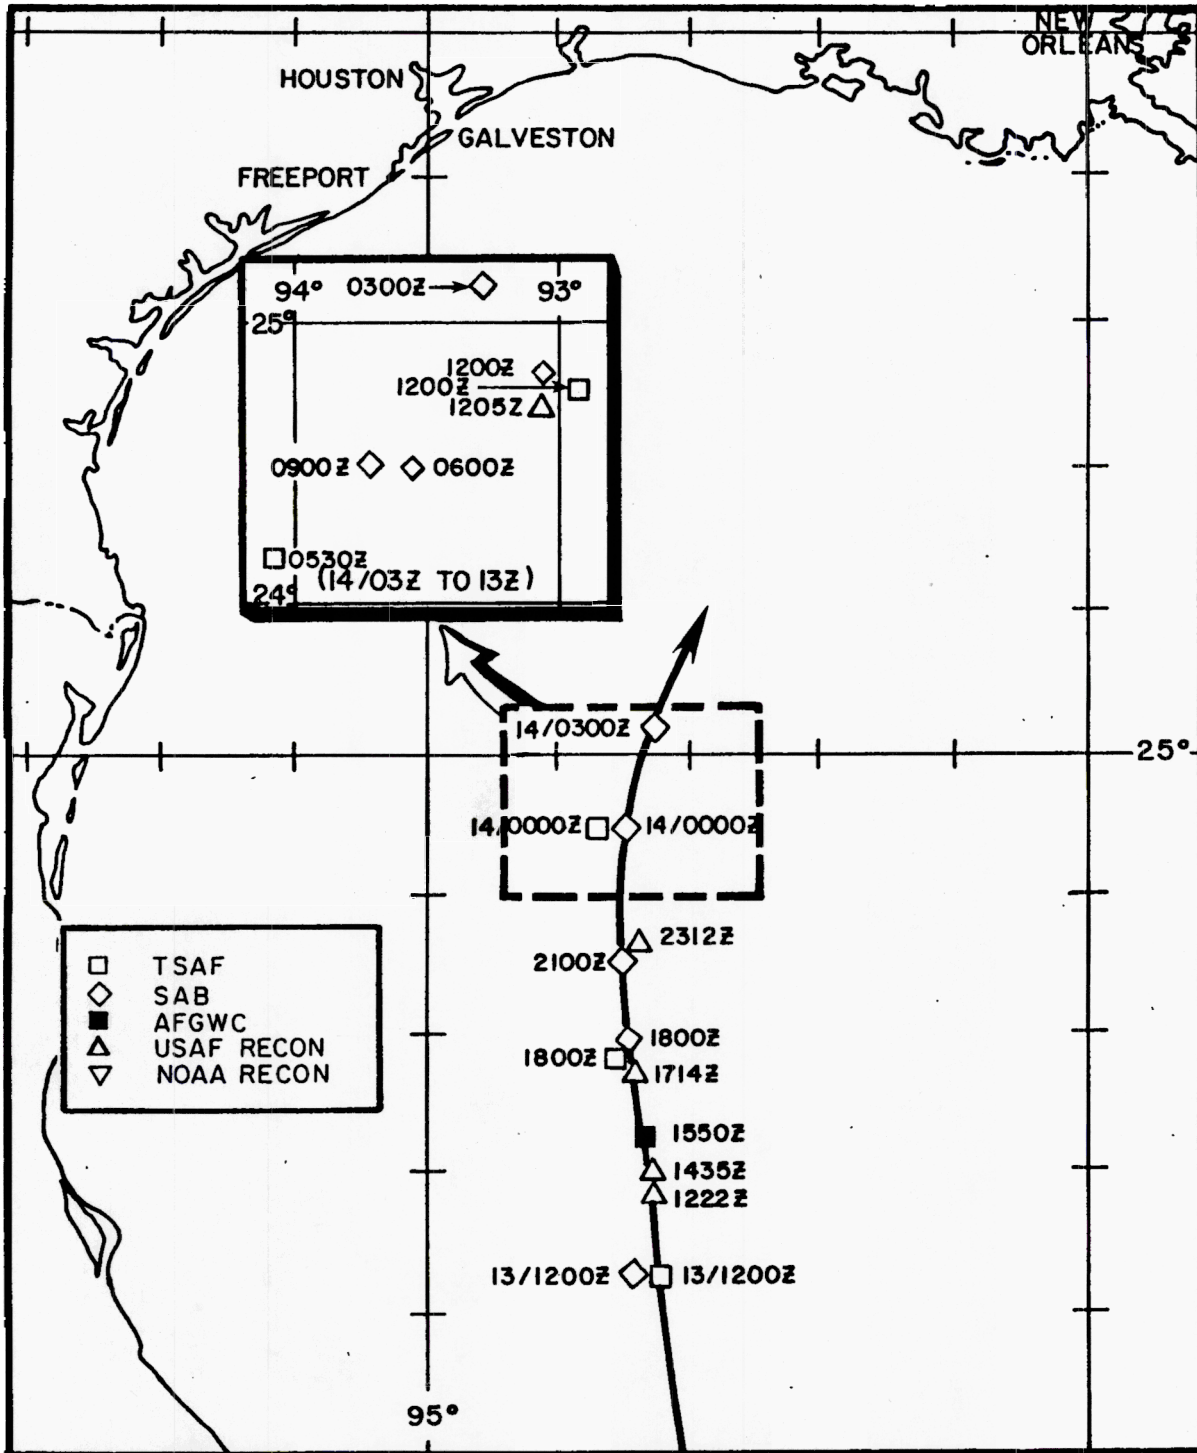 NEW
ORLEANS
HOUSTON
GALVESTON
FREEPORT
94° 0300Z 93°
25°
1200Z
1200Z
1205Z
0900Z 0600Z
0530Z
24° (14/03Z TO 13Z)
14/0300Z
25°
14/0000Z 14/0000Z
2312Z
2100Z
TSAF
SAB
AFGWC
USAF RECON
NOAA RECON
1800Z
1800Z
1714Z
1550Z
1435Z
1222Z
13/1200Z 13/1200Z
95°